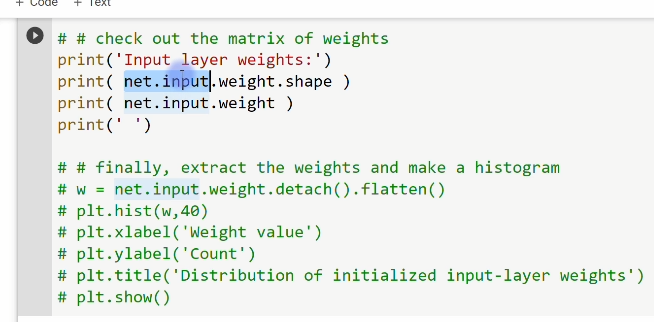 + Code + Text
# # check out the matrix of weights
print('Input layer weights:')
print( net.input.weight.shape )
print( net.input.weight )
print(' ')
# # finally, extract the weights and make a histogram
# w = net.input.weight.detach().flatten()
# plt.hist(w,40)
# plt.xlabel('Weight value')
# plt.ylabel('Count')
# plt.title('Distribution of initialized input-layer weights')
# plt.show()